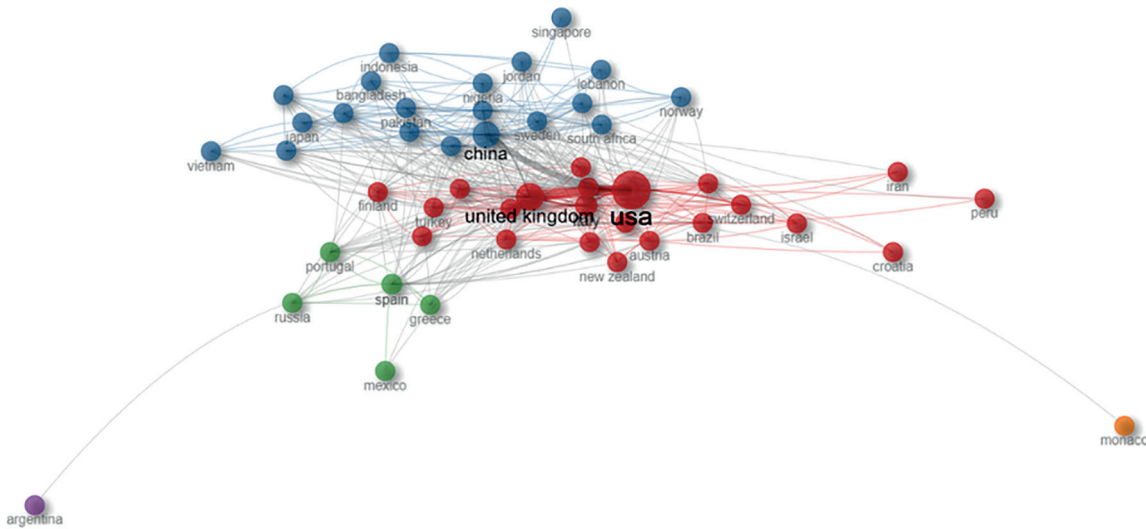 singapore
indonesia
jordan
lebanon
bangladesh
nigeria
norway
pakistan
japan
sweden
south africa
vietnam
china
iran
finland
peru
turkey
united kingdom
italy
usa
switzerland
brazil
israel
netherlands
austria
croatia
new zealand
portugal
spain
russia
greece
mexico
monaco
argentina